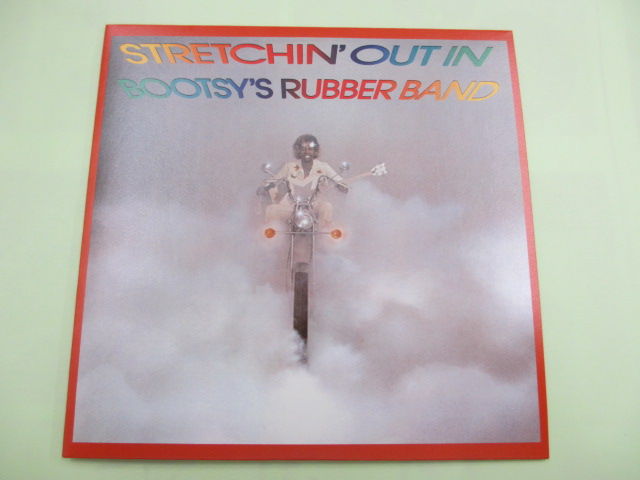 STRETCHIN' OUT IN
BOOTSY'S RUBBER BAND